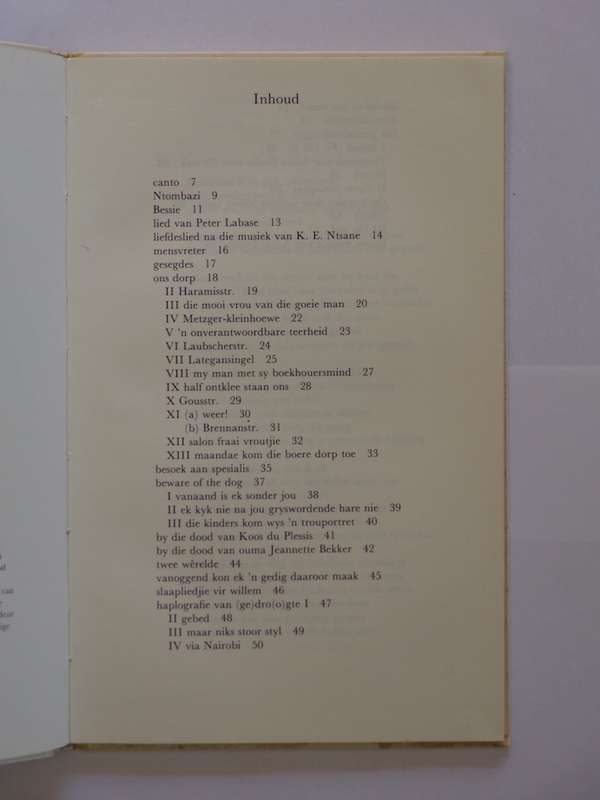 Inhoud
canto 7
Ntombazi 9
Bessie 11
lied van Peter Labase 13
liefdeslied na die musiek van K. E. Ntsane 14
mensvreter 16
gesegdes 17
ons dorp 18
II Haramisstr. 19
III die mooi vrou van die goeie man 20
IV Metzger-kleinhoewe 22
V 'n onverantwoordbare teerheid 23
VI Laubscherstr. 24
VII Lategansingel 25
VIII my man met sy boekhouersmind 27
IX half ontklee staan ons 28
X Gousstr. 29
XI (a) weer! 30
(b) Brennanstr. 31
XII salon fraai vroutjie 32
XIII maandae kom die boere dorp toe 33
besoek aan spesialis 35
beware of the dog 37
I vanaand is ek sonder jou 38
II ek kyk nie na jou gryswordende hare nie 39
III die kinders kom wys 'n trouportret 40
by die dood van Koos du Plessis 41
by die dood van ouma Jeannette Bekker 42
twee wêrelde 44
vanoggend kon ek 'n gedig daaroor maak 45
slaapliedjie vir willem 46
haplografie van (ge)dro(o)gte I 47
II gebed 48
III maar niks stoor styl 49
IV via Nairobi 50
van